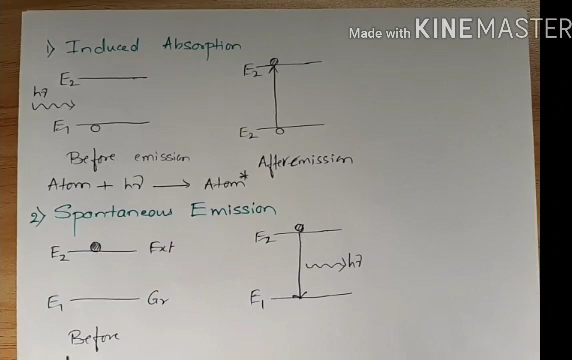 Made with KINEMASTER
1) Induced Absorption
E2
E2
hν
E1
E2
Before emission
After emission
Atom + hν → Atom*
2) Spontaneous Emission
E2 Ext
E2
hν
E1 Gr
E1
Before